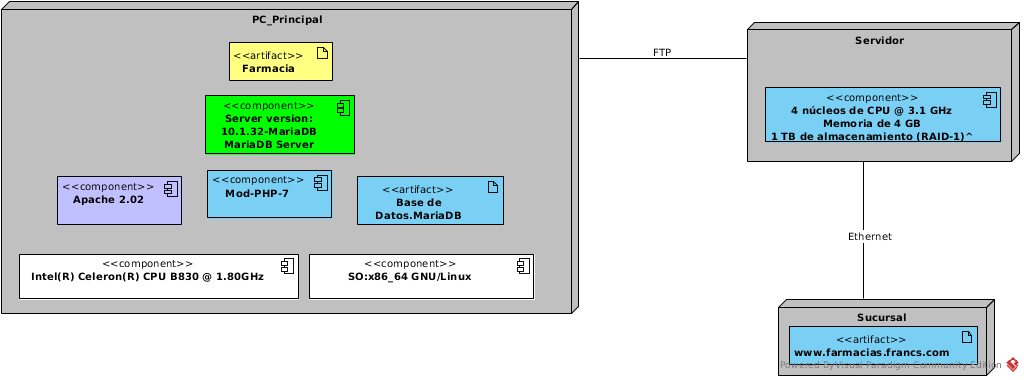 PC_Principal
<<artifact>>
Farmacia
<<component>>
Server version:
10.1.32-MariaDB
MariaDB Server
<<component>>
Apache 2.02
<<component>>
Mod-PHP-7
<<artifact>>
Base de
Datos.MariaDB
<<component>>
Intel(R) Celeron(R) CPU B830 @ 1.80GHz
<<component>>
SO:x86_64 GNU/Linux
FTP
Servidor
<<component>>
4 núcleos de CPU @ 3.1 GHz
Memoria de 4 GB
1 TB de almacenamiento (RAID-1)^
Ethernet
Sucursal
<<artifact>>
www.farmacias.francs.com
Powered By Visual Paradigm Community Edition